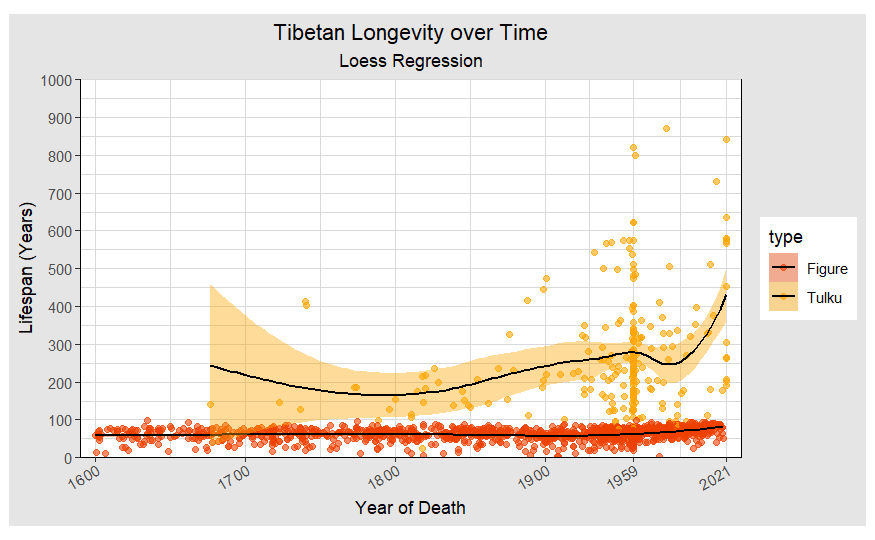 Tibetan Longevity over Time
Loess Regression
Lifespan (Years)
1000
900
800
700
600
500
400
300
200
100
0
1600
1700
1800
1900
1959
2021
Year of Death
type
Figure
Tulku